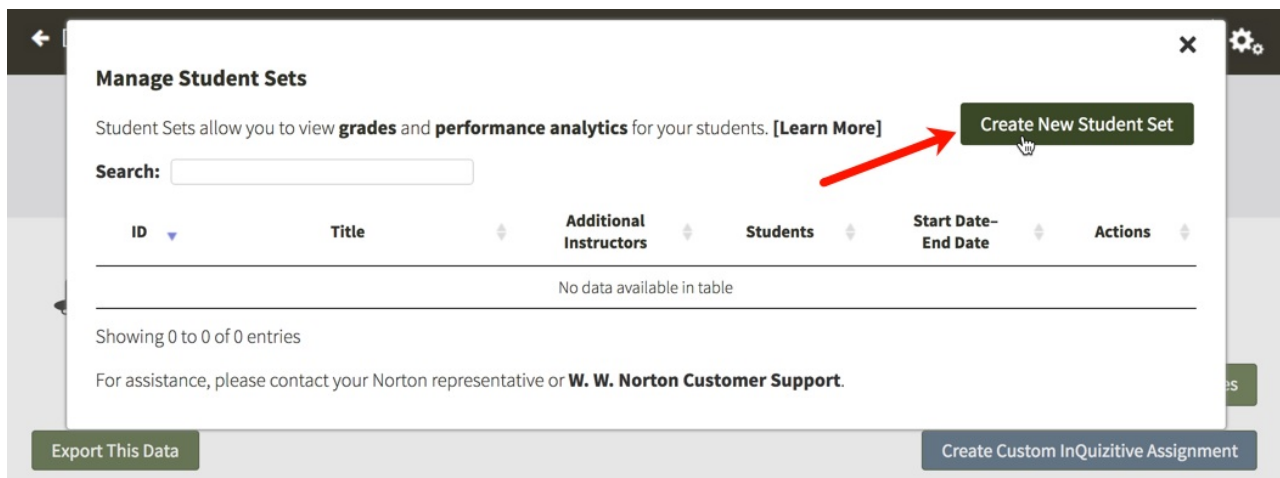 Manage Student Sets
Student Sets allow you to view grades and performance analytics for your students. [Learn More]
Create New Student Set
Search:
ID Title Additional Instructors Students Start Date– End Date Actions
No data available in table
Showing 0 to 0 of 0 entries
For assistance, please contact your Norton representative or W. W. Norton Customer Support.
Export This Data
Create Custom InQuizitive Assignment